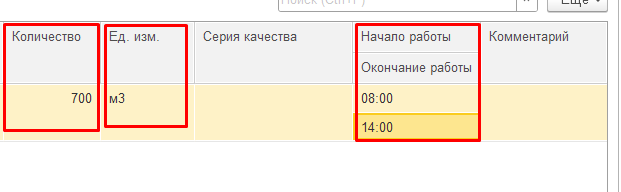 Поиск (Ctrl+F)
×
Еще
Количество
Ед. изм.
Серия качества
Начало работы
Комментарий
Окончание работы
700
м3
08:00
14:00